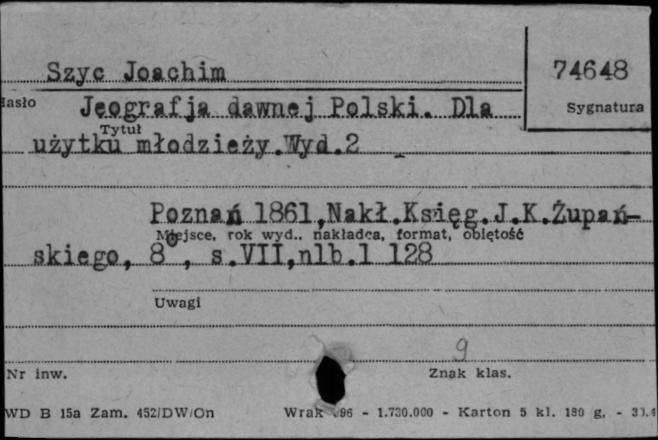 Szyc Joachim
74648
Hasło
Jeografja dawnej Polski. Dla
Sygnatura
Tytuł
użytku młodzieży.Wyd.2
Poznań 1861,Nakł.Księg.J.K.Żupań-
Miejsce, rok wyd., nakładca, format, objętość
skiego, 8°, s.VII,nlb.1 128
Uwagi
9
Nr inw.
Znak klas.
WD B 15a Zam. 452/DW/On
- 1.730.000 - Karton 5 kl. 180 g. -